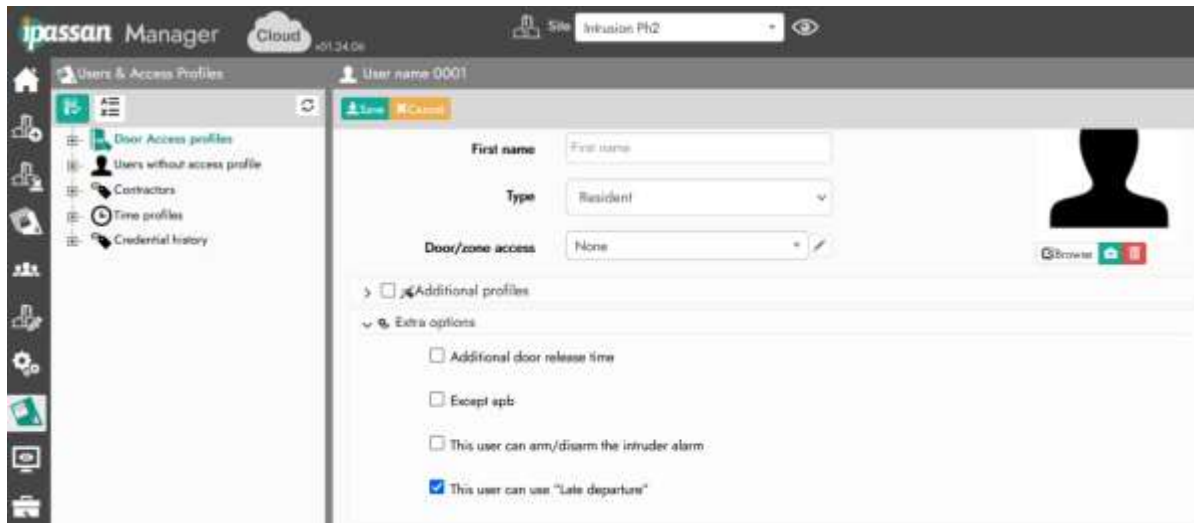 ipassan Manager Cloud v01.24.06 Site Intrusion Ph2
Users & Access Profiles
User name 0001
Save Cancel
Door Access profiles
Users without access profile
Contractors
Time profiles
Credential history
First name First name
Type Resident
Door/zone access None
Browse
Additional profiles
Extra options
Additional door release time
Except apb
This user can arm/disarm the intruder alarm
This user can use "Late departure"